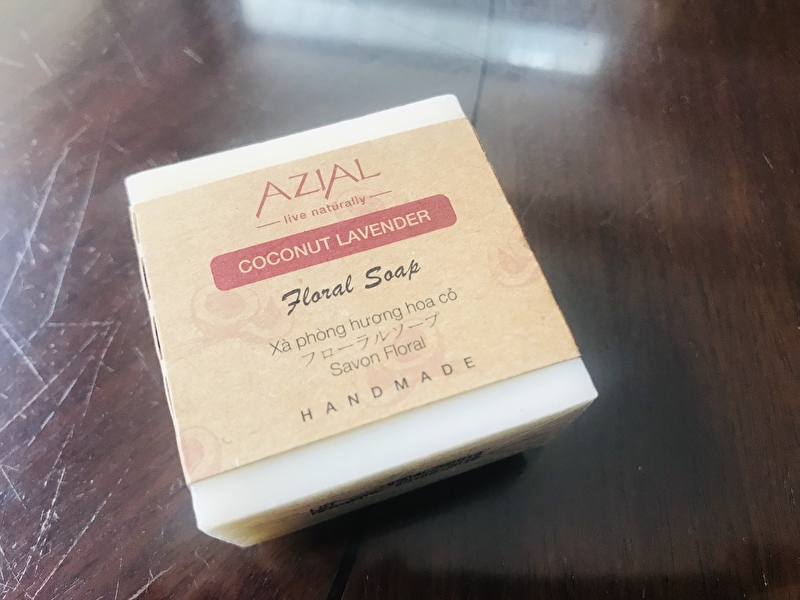 AZIAL
live naturally
COCONUT LAVENDER
Floral Soap
Xà phòng hương hoa cỏ
フローラルソープ
Savon Floral
HANDMADE